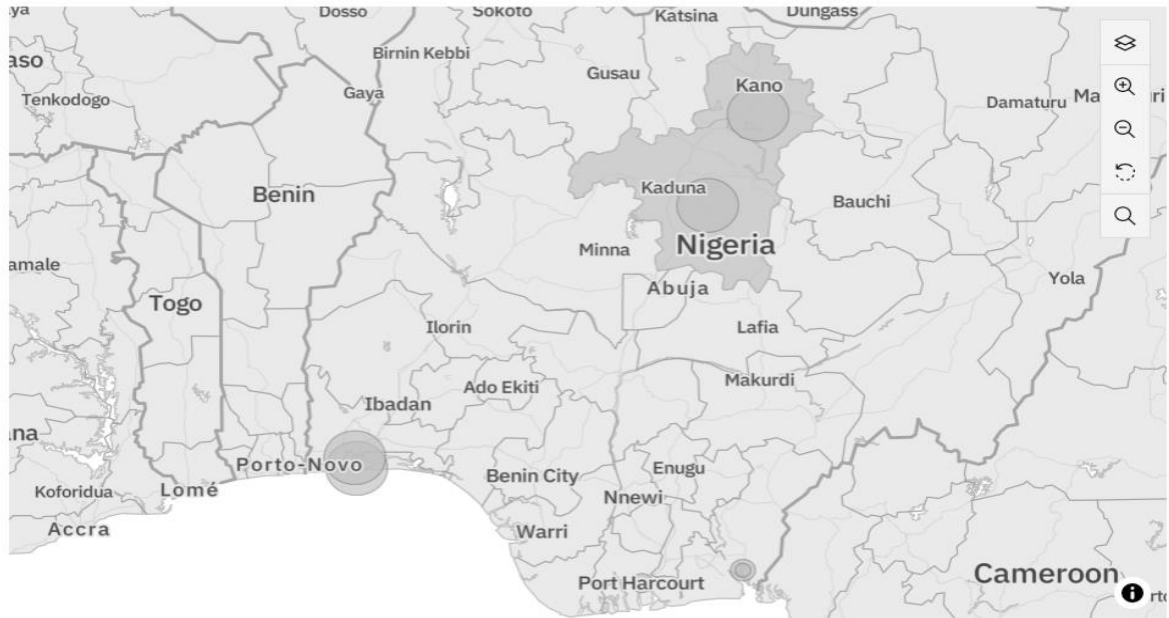 Dosso
Sokoto
Katsina
Dungass
Birnin Kebbi
Gusau
Kano
Gaya
Tenkodogo
Damaturu
Kaduna
Benin
Bauchi
Nigeria
Minna
Yola
Abuja
Togo
Ilorin
Lafia
Makurdi
Ado Ekiti
Ibadan
Porto-Novo
Enugu
Benin City
Koforidua
Lomé
Nnewi
Accra
Warri
Cameroon
Port Harcourt